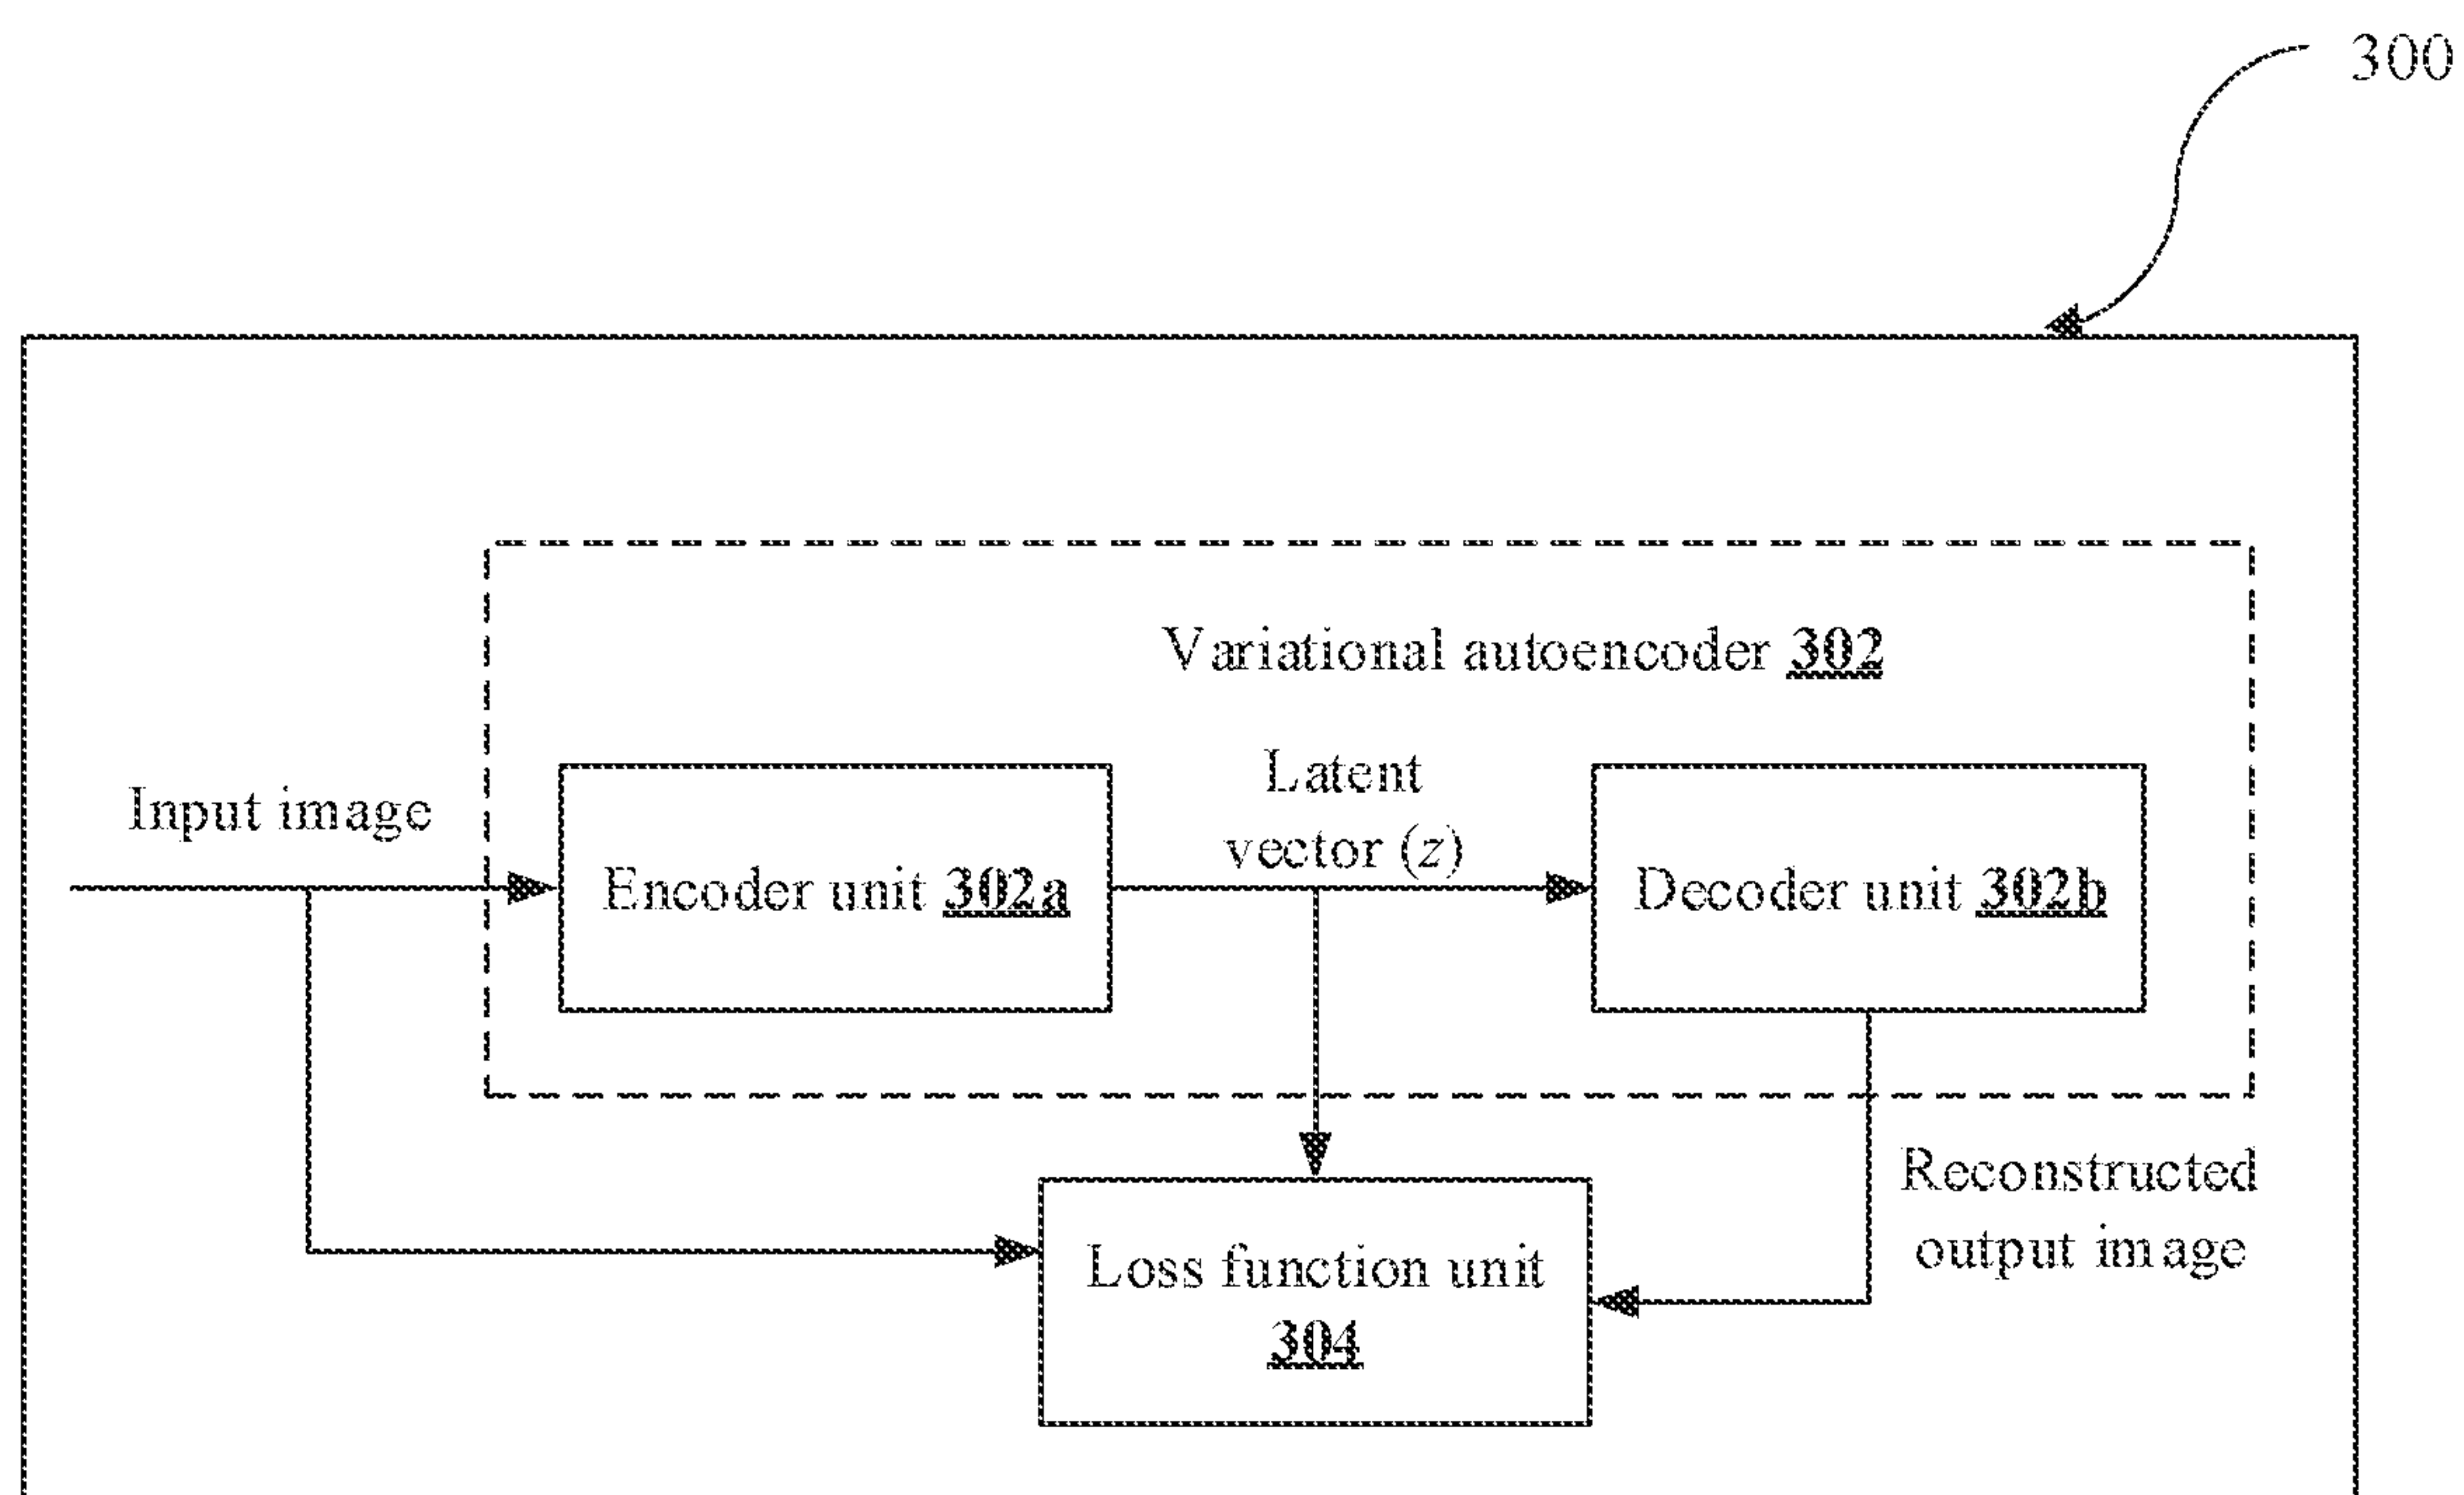 300
Variational autoencoder 302
Latent
vector (z)
Input image
Encoder unit 302a
Decoder unit 302b
Reconstructed
output image
Loss function unit
304